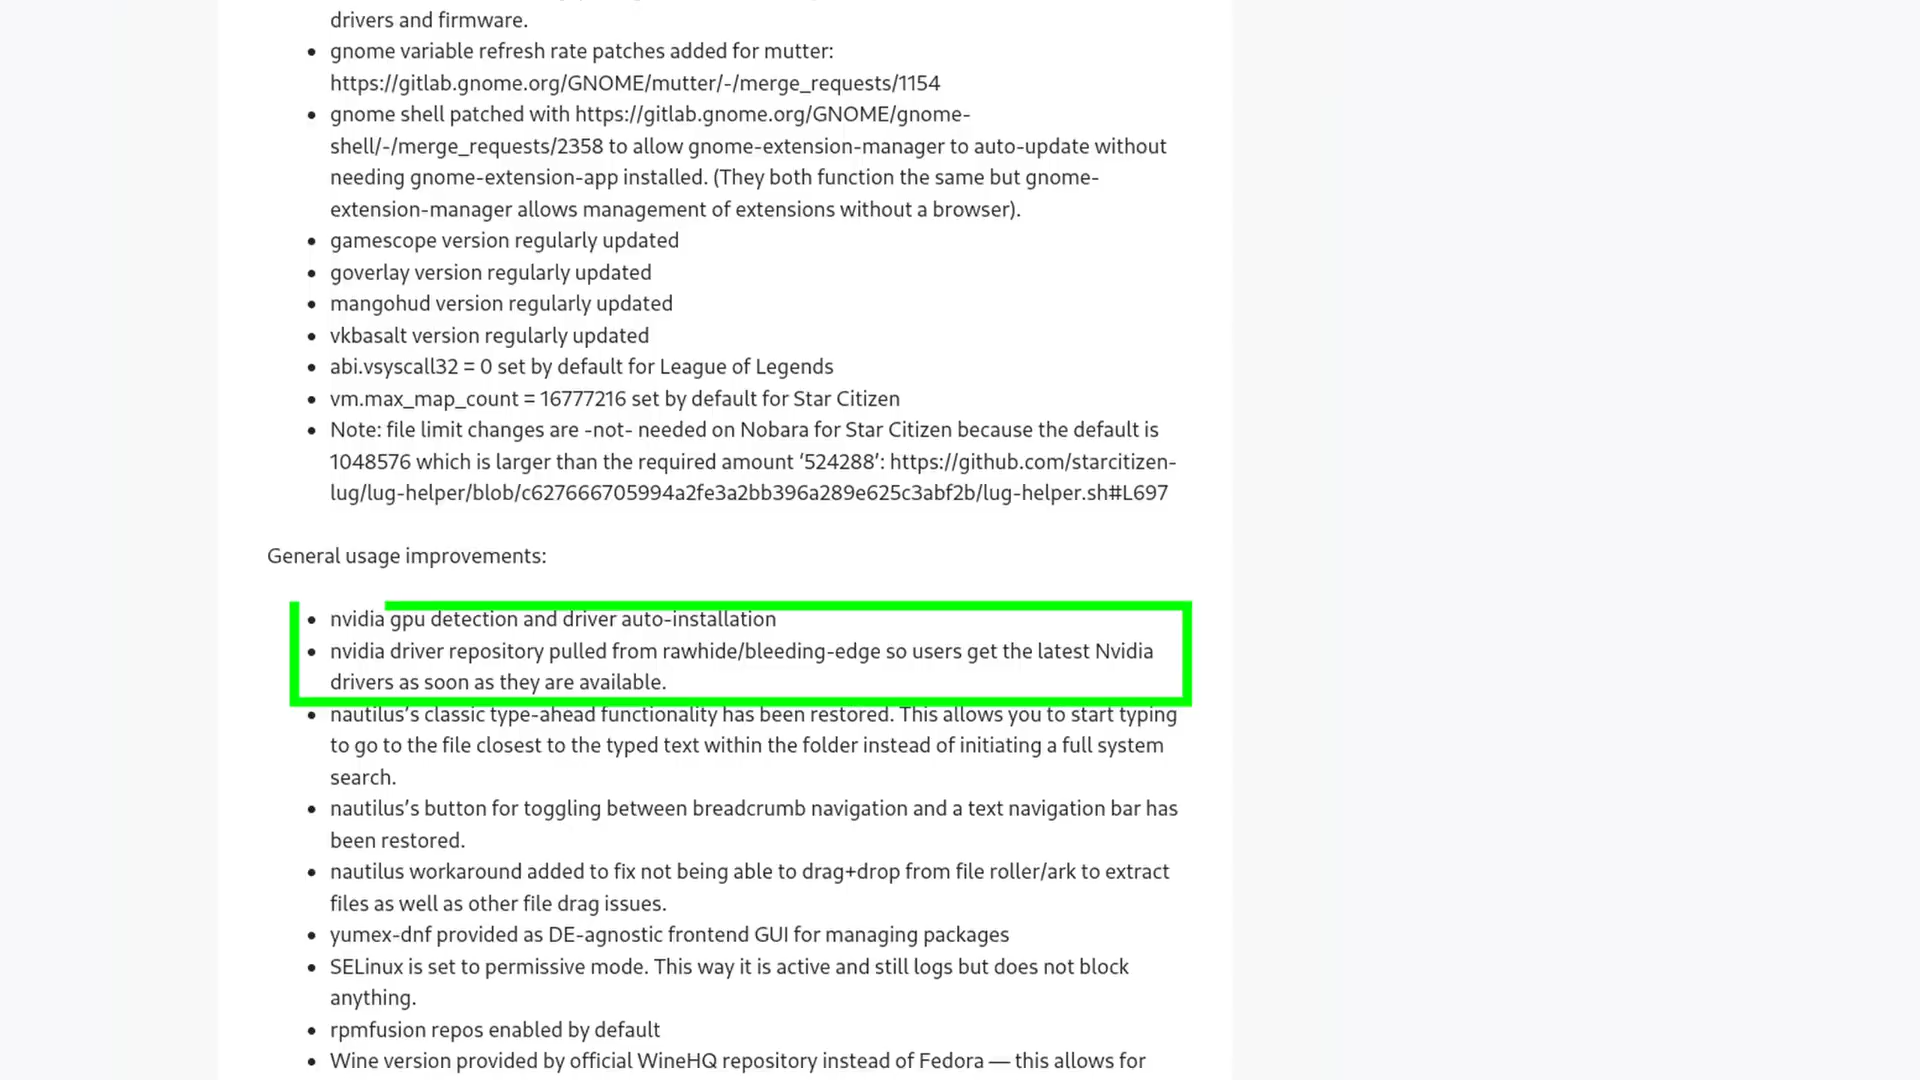 drivers and firmware.
• gnome variable refresh rate patches added for mutter:
https://gitlab.gnome.org/GNOME/mutter/-/merge_requests/1154
• gnome shell patched with https://gitlab.gnome.org/GNOME/gnome-
shell/-/merge_requests/2358 to allow gnome-extension-manager to auto-update without
needing gnome-extension-app installed. (They both function the same but gnome-
extension-manager allows management of extensions without a browser).
• gamescope version regularly updated
• goverlay version regularly updated
• mangohud version regularly updated
• vkbasalt version regularly updated
• abi.vsyscall32 = 0 set by default for League of Legends
• vm.max_map_count = 16777216 set by default for Star Citizen
• Note: file limit changes are -not- needed on Nobara for Star Citizen because the default is
1048576 which is larger than the required amount ‘524288’: https://github.com/starcitizen-
lug/lug-helper/blob/c627666705994a2fe3a2bb396a289e625c3abf2b/lug-helper.sh#L697
General usage improvements:
• nvidia gpu detection and driver auto-installation
• nvidia driver repository pulled from rawhide/bleeding-edge so users get the latest Nvidia
drivers as soon as they are available.
• nautilus’s classic type-ahead functionality has been restored. This allows you to start typing
to go to the file closest to the typed text within the folder instead of initiating a full system
search.
• nautilus’s button for toggling between breadcrumb navigation and a text navigation bar has
been restored.
• nautilus workaround added to fix not being able to drag+drop from file roller/ark to extract
files as well as other file drag issues.
• yumex-dnf provided as DE-agnostic frontend GUI for managing packages
• SELinux is set to permissive mode. This way it is active and still logs but does not block
anything.
• rpmfusion repos enabled by default
• Wine version provided by official WineHQ repository instead of Fedora — this allows for